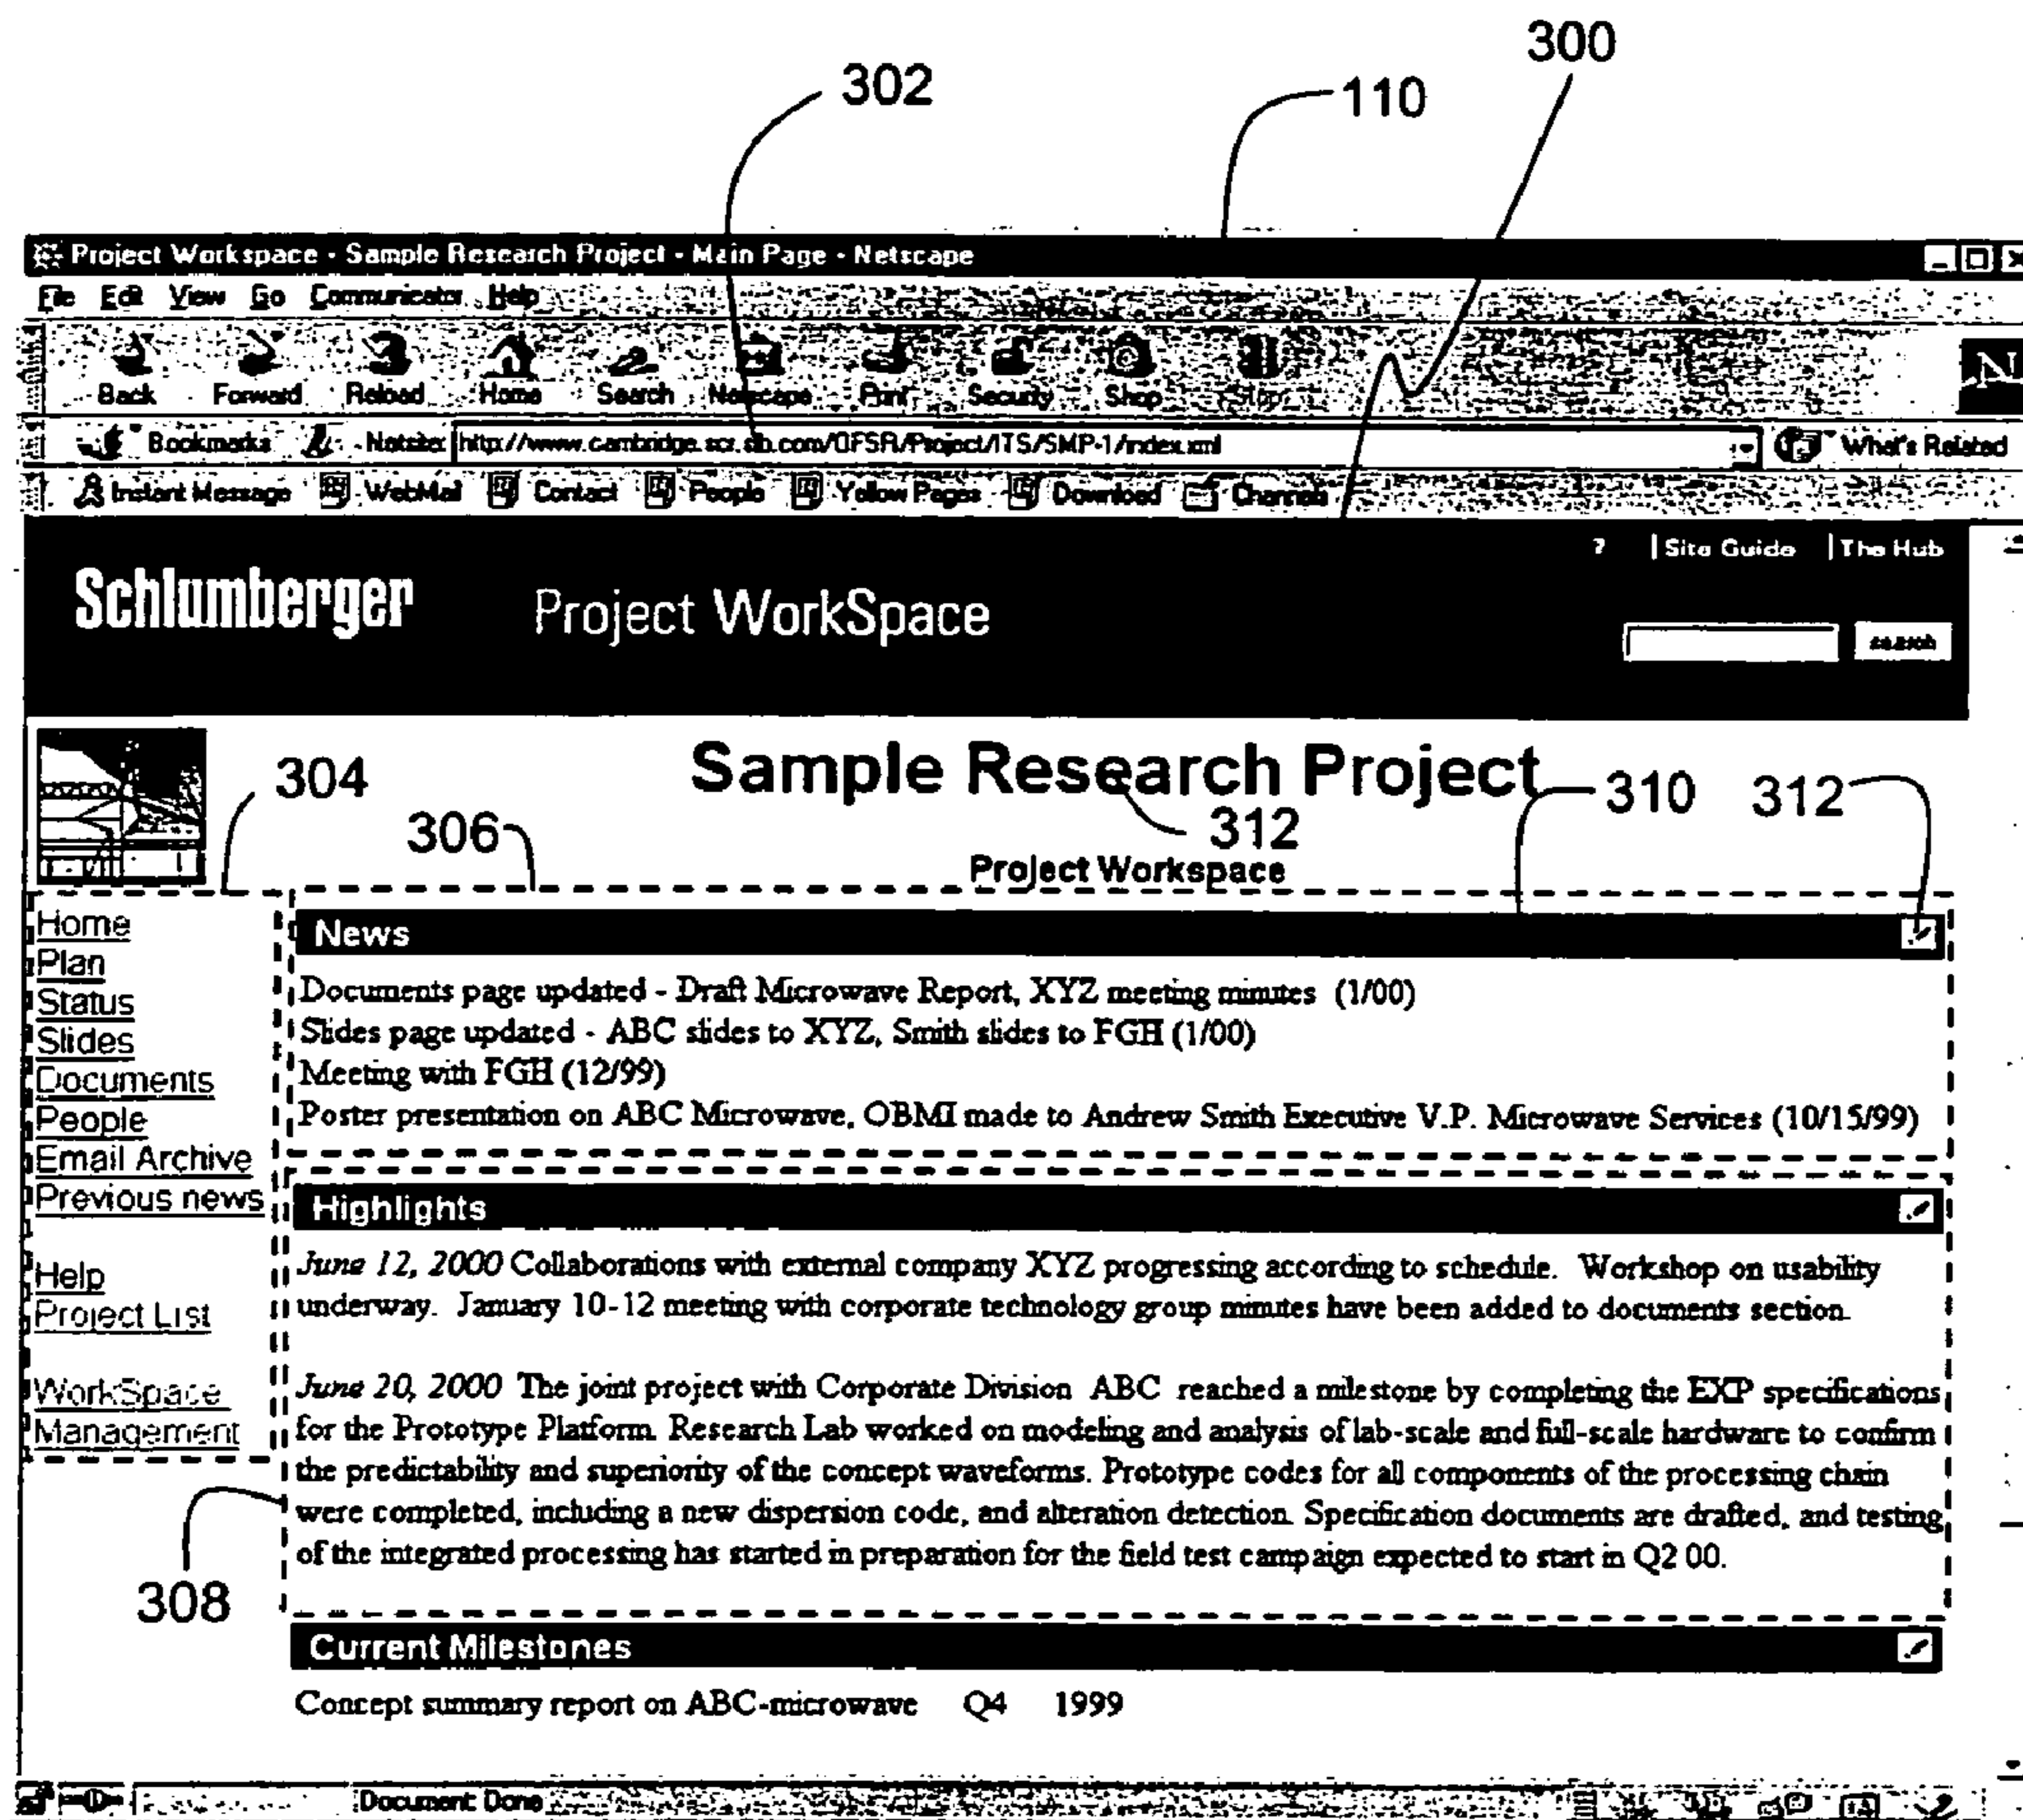 300
302
110
Project Workspace - Sample Research Project - Main Page - Netscape
File Edit View Go Communicator Help
Back Forward Reload Home Search Netscape Print Security Shop Stop
N
Bookmarks Netsite: http://www.cambridge.scr.slb.com/OFSR/Project/ITS/SMP-1/index.xml What's Related
Instant Message WebMail Contact People Yellow Pages Download Channels
? | Site Guide | The Hub
Schlumberger Project WorkSpace
search
Sample Research Project
304
310 312
306
312
Project Workspace
Home
Plan
Status
Slides
Documents
People
Email Archive
Previous news
Help
Project List
WorkSpace
Management
News
Documents page updated - Draft Microwave Report, XYZ meeting minutes (1/00)
Slides page updated - ABC slides to XYZ, Smith slides to FGH (1/00)
Meeting with FGH (12/99)
Poster presentation on ABC Microwave, OBMI made to Andrew Smith Executive V.P. Microwave Services (10/15/99)
Highlights
June 12, 2000 Collaborations with external company XYZ progressing according to schedule. Workshop on usability
underway. January 10-12 meeting with corporate technology group minutes have been added to documents section.
June 20, 2000 The joint project with Corporate Division ABC reached a milestone by completing the EXP specifications
for the Prototype Platform. Research Lab worked on modeling and analysis of lab-scale and full-scale hardware to confirm
the predictability and superiority of the concept waveforms. Prototype codes for all components of the processing chain
were completed, including a new dispersion code, and alteration detection. Specification documents are drafted, and testing
of the integrated processing has started in preparation for the field test campaign expected to start in Q2 00.
308
Current Milestones
Concept summary report on ABC-microwave Q4 1999
Document: Done